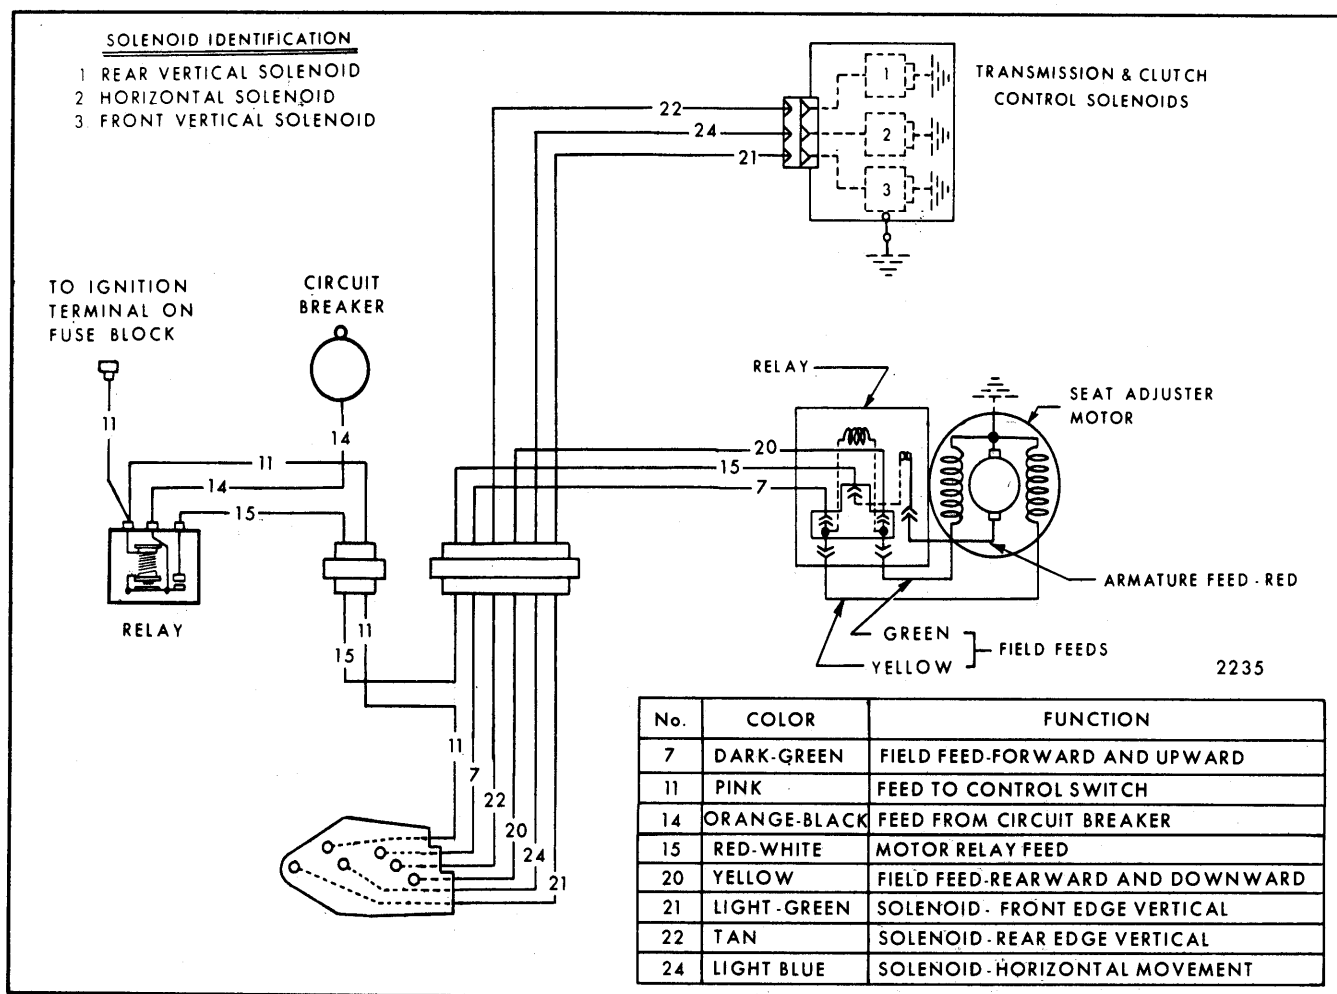 SOLENOID IDENTIFICATION
1 REAR VERTICAL SOLENOID
2 HORIZONTAL SOLENOID
3 FRONT VERTICAL SOLENOID
22
24
21
1
2
3
TRANSMISSION & CLUTCH
CONTROL SOLENOIDS
TO IGNITION
TERMINAL ON
FUSE BLOCK
CIRCUIT
BREAKER
11
14
11
14
15
RELAY
11
15
RELAY
20
15
7
SEAT ADJUSTER
MOTOR
ARMATURE FEED - RED
GREEN
YELLOW
FIELD FEEDS
2235
11
7
22
20
24
21
No. COLOR FUNCTION
7 DARK-GREEN FIELD FEED-FORWARD AND UPWARD
11 PINK FEED TO CONTROL SWITCH
14 ORANGE-BLACK FEED FROM CIRCUIT BREAKER
15 RED-WHITE MOTOR RELAY FEED
20 YELLOW FIELD FEED-REARWARD AND DOWNWARD
21 LIGHT-GREEN SOLENOID- FRONT EDGE VERTICAL
22 TAN SOLENOID-REAR EDGE VERTICAL
24 LIGHT BLUE SOLENOID-HORIZONTAL MOVEMENT